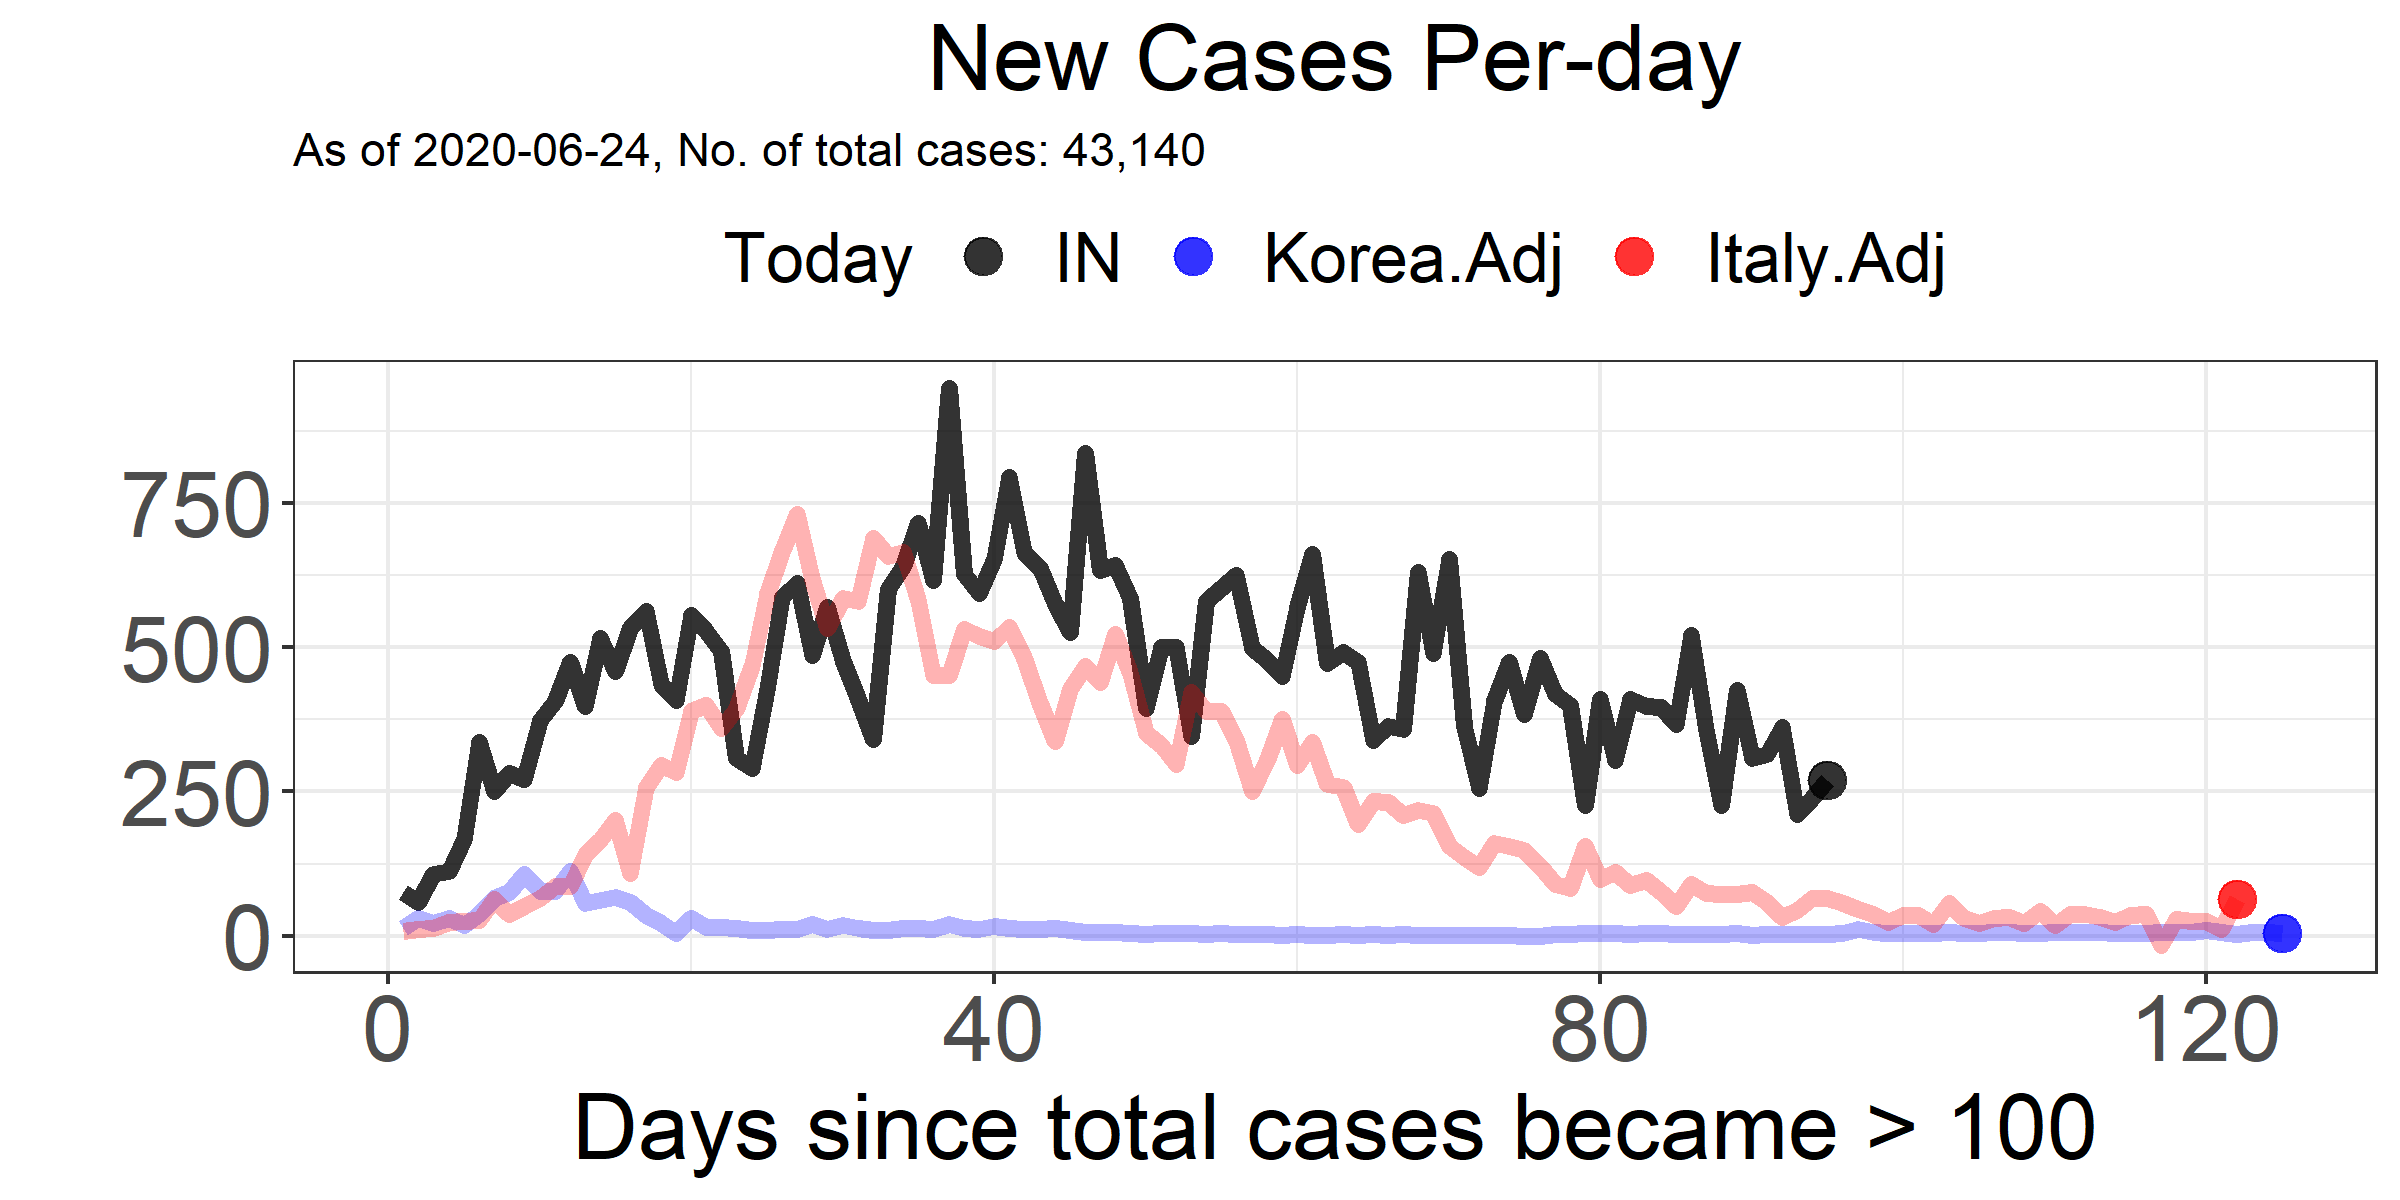 New Cases Per-day
As of 2020-06-24, No. of total cases: 43,140
Today IN Korea.Adj Italy.Adj
750
500
250
0
0 40 80 120
Days since total cases became > 100